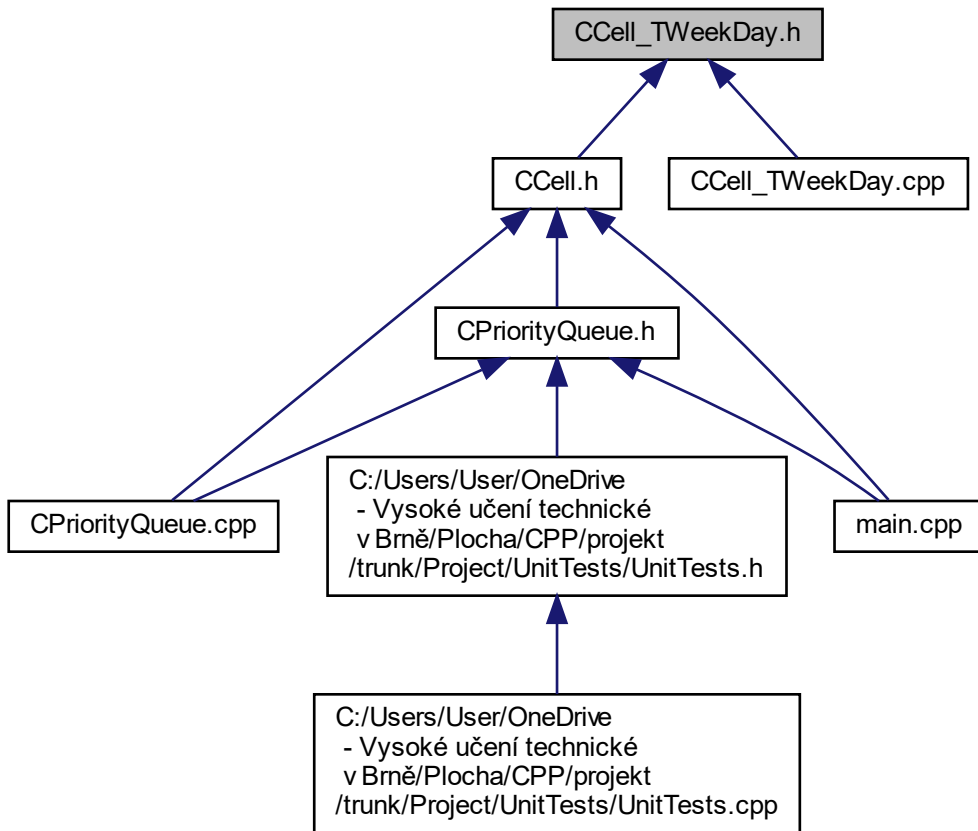 CCell_TWeekDay.h
CCell.h
CCell_TWeekDay.cpp
CPriorityQueue.h
CPriorityQueue.cpp
C:/Users/User/OneDrive
- Vysoké učení technické
v Brně/Plocha/CPP/projekt
/trunk/Project/UnitTests/UnitTests.h
main.cpp
C:/Users/User/OneDrive
- Vysoké učení technické
v Brně/Plocha/CPP/projekt
/trunk/Project/UnitTests/UnitTests.cpp